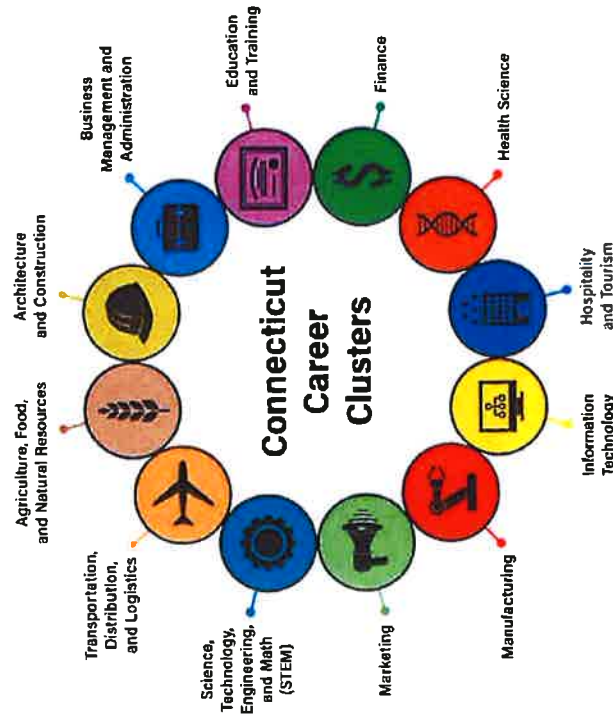 Connecticut
Career
Clusters
Agriculture, Food,
and Natural Resources
Architecture
and Construction
Business
Management and
Administration
Education
and Training
Finance
Health Science
Hospitality
and Tourism
Information
Technology
Manufacturing
Marketing
Science,
Technology,
Engineering,
and Math
(STEM)
Transportation,
Distribution,
and Logistics